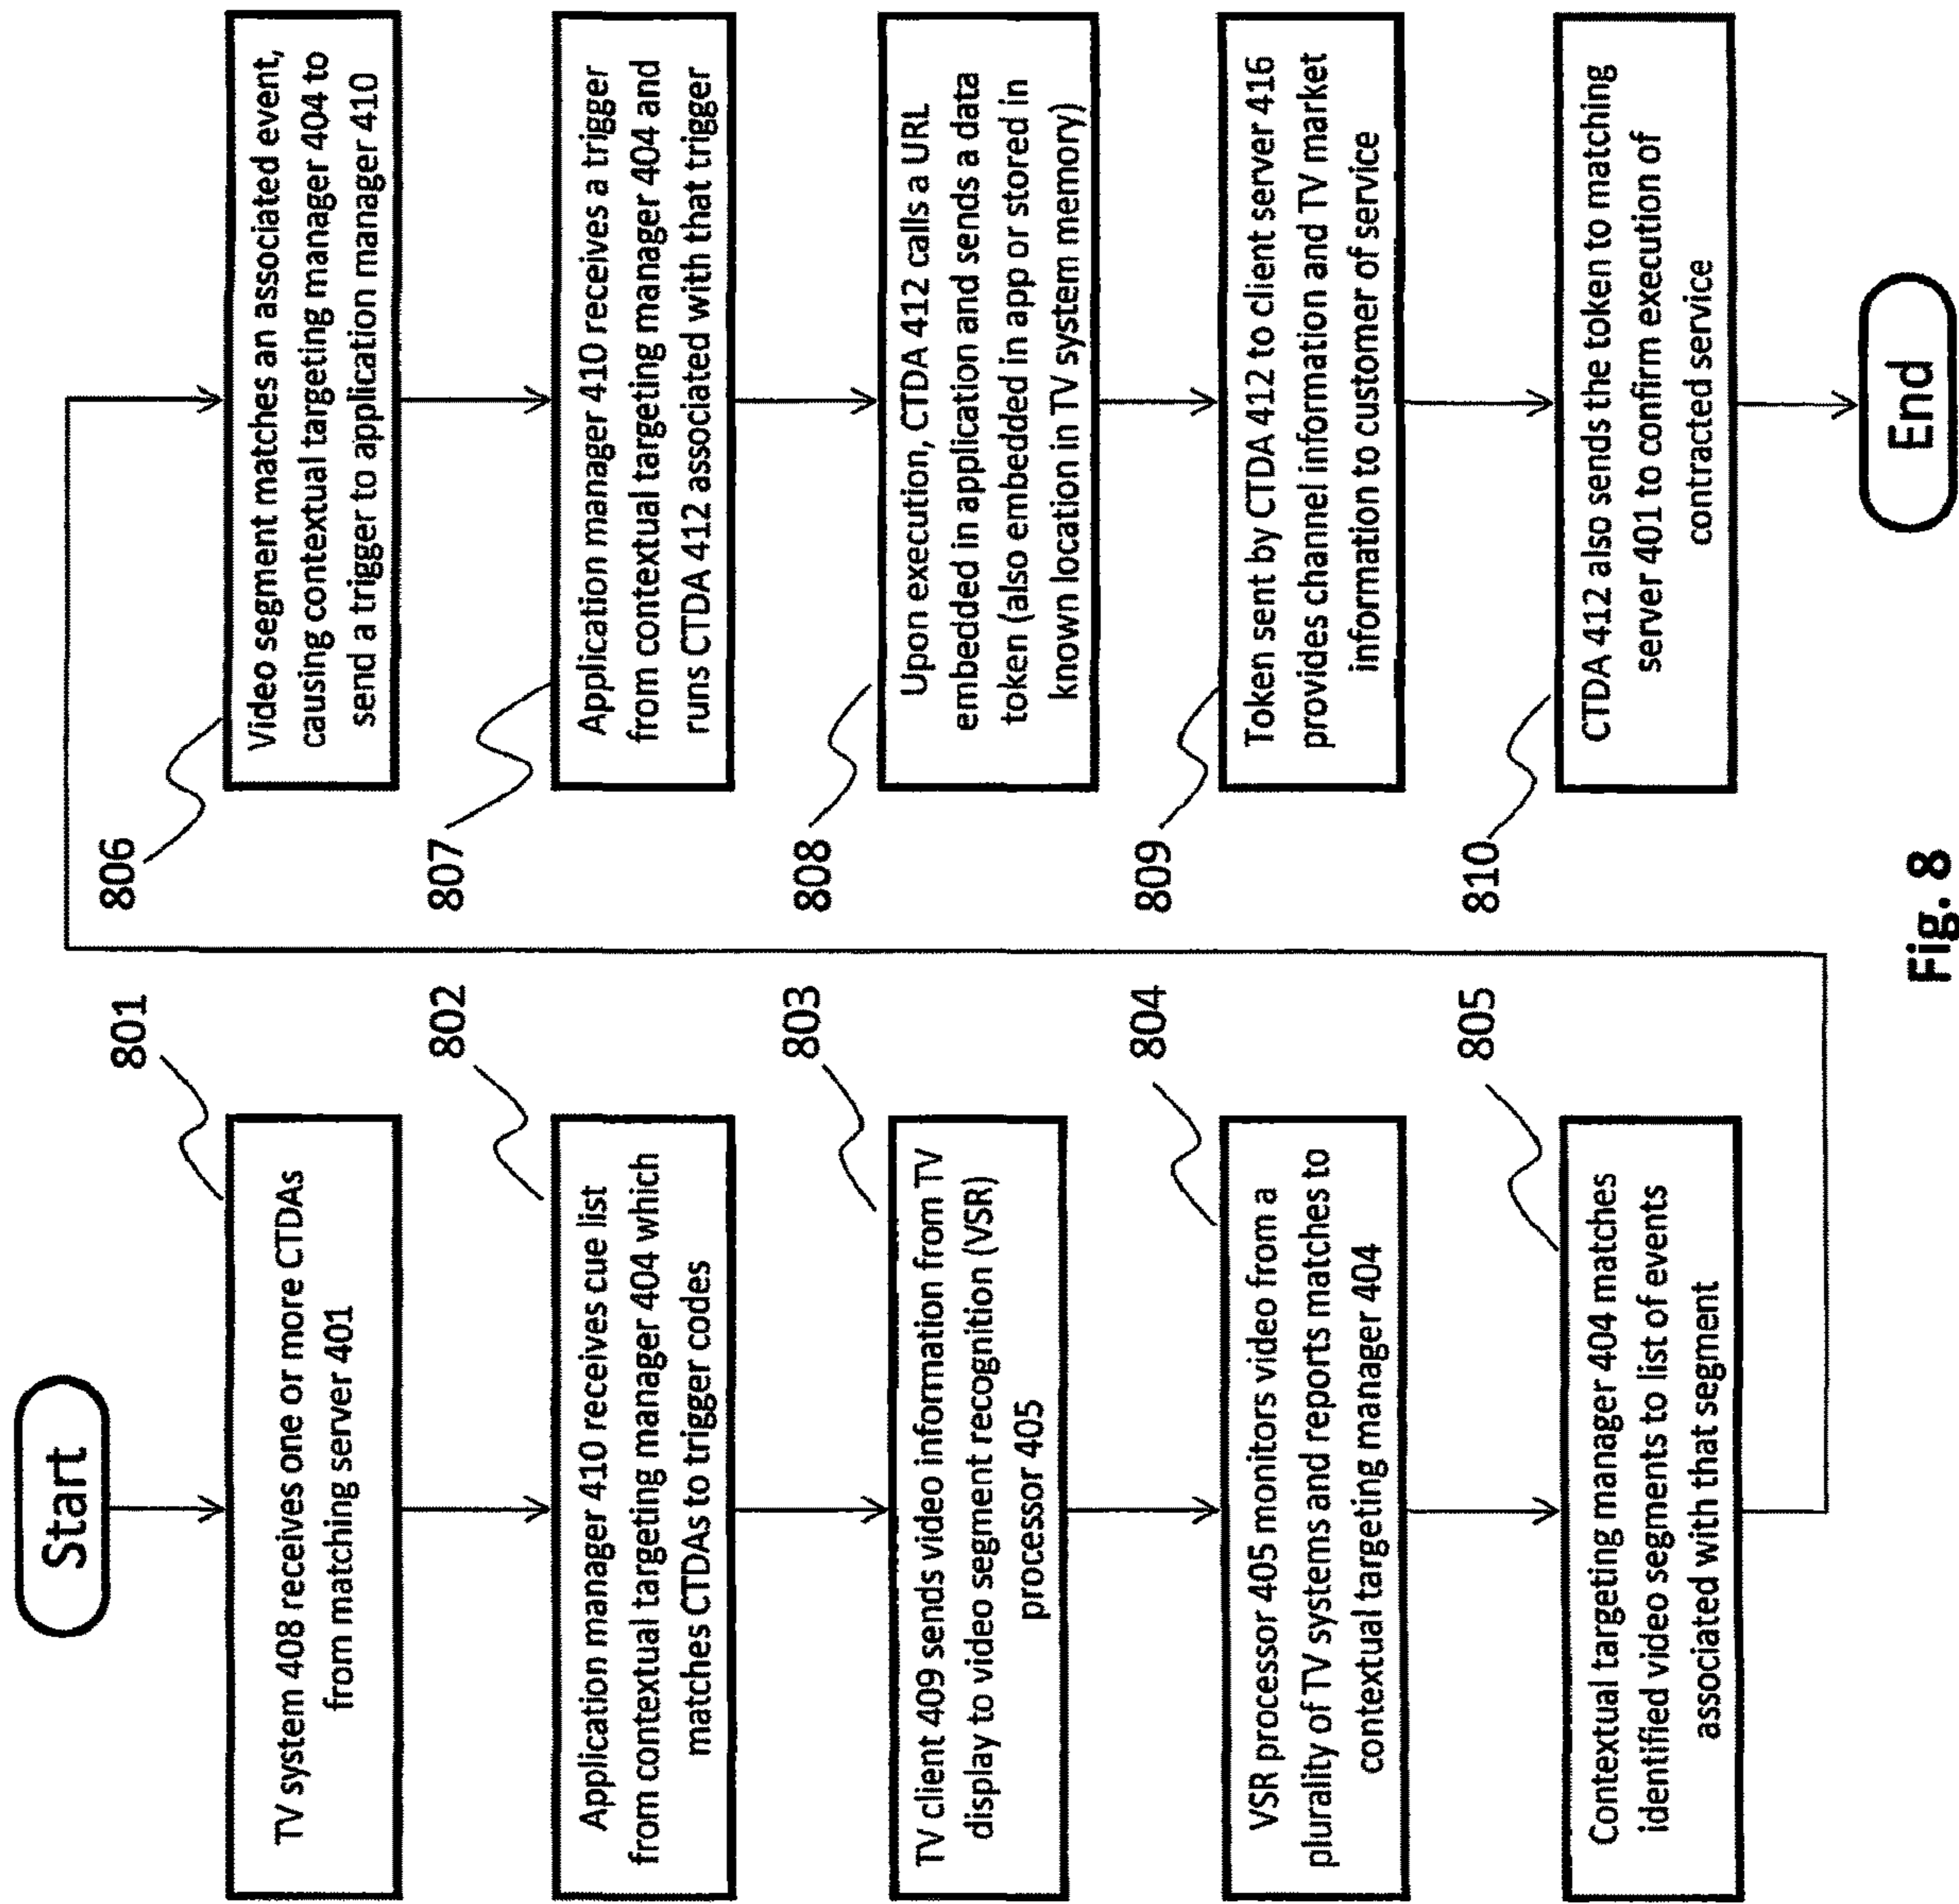 Start
801
TV system 408 receives one or more CTDAs
from matching server 401
802
Application manager 410 receives cue list
from contextual targeting manager 404 which
matches CTDAs to trigger codes
803
TV client 409 sends video information from TV
display to video segment recognition (VSR)
processor 405
804
VSR processor 405 monitors video from a
plurality of TV systems and reports matches to
contextual targeting manager 404
805
Contextual targeting manager 404 matches
identified video segments to list of events
associated with that segment
806
Video segment matches an associated event,
causing contextual targeting manager 404 to
send a trigger to application manager 410
807
Application manager 410 receives a trigger
from contextual targeting manager 404 and
runs CTDA 412 associated with that trigger
808
Upon execution, CTDA 412 calls a URL
embedded in application and sends a data
token (also embedded in app or stored in
known location in TV system memory)
809
Token sent by CTDA 412 to client server 416
provides channel information and TV market
information to customer of service
810
CTDA 412 also sends the token to matching
server 401 to confirm execution of
contracted service
End
Fig. 8